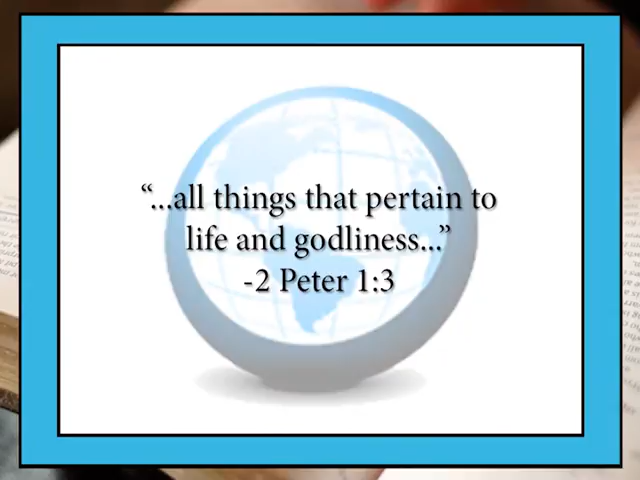 “...all things that pertain to
life and godliness...”
-2 Peter 1:3